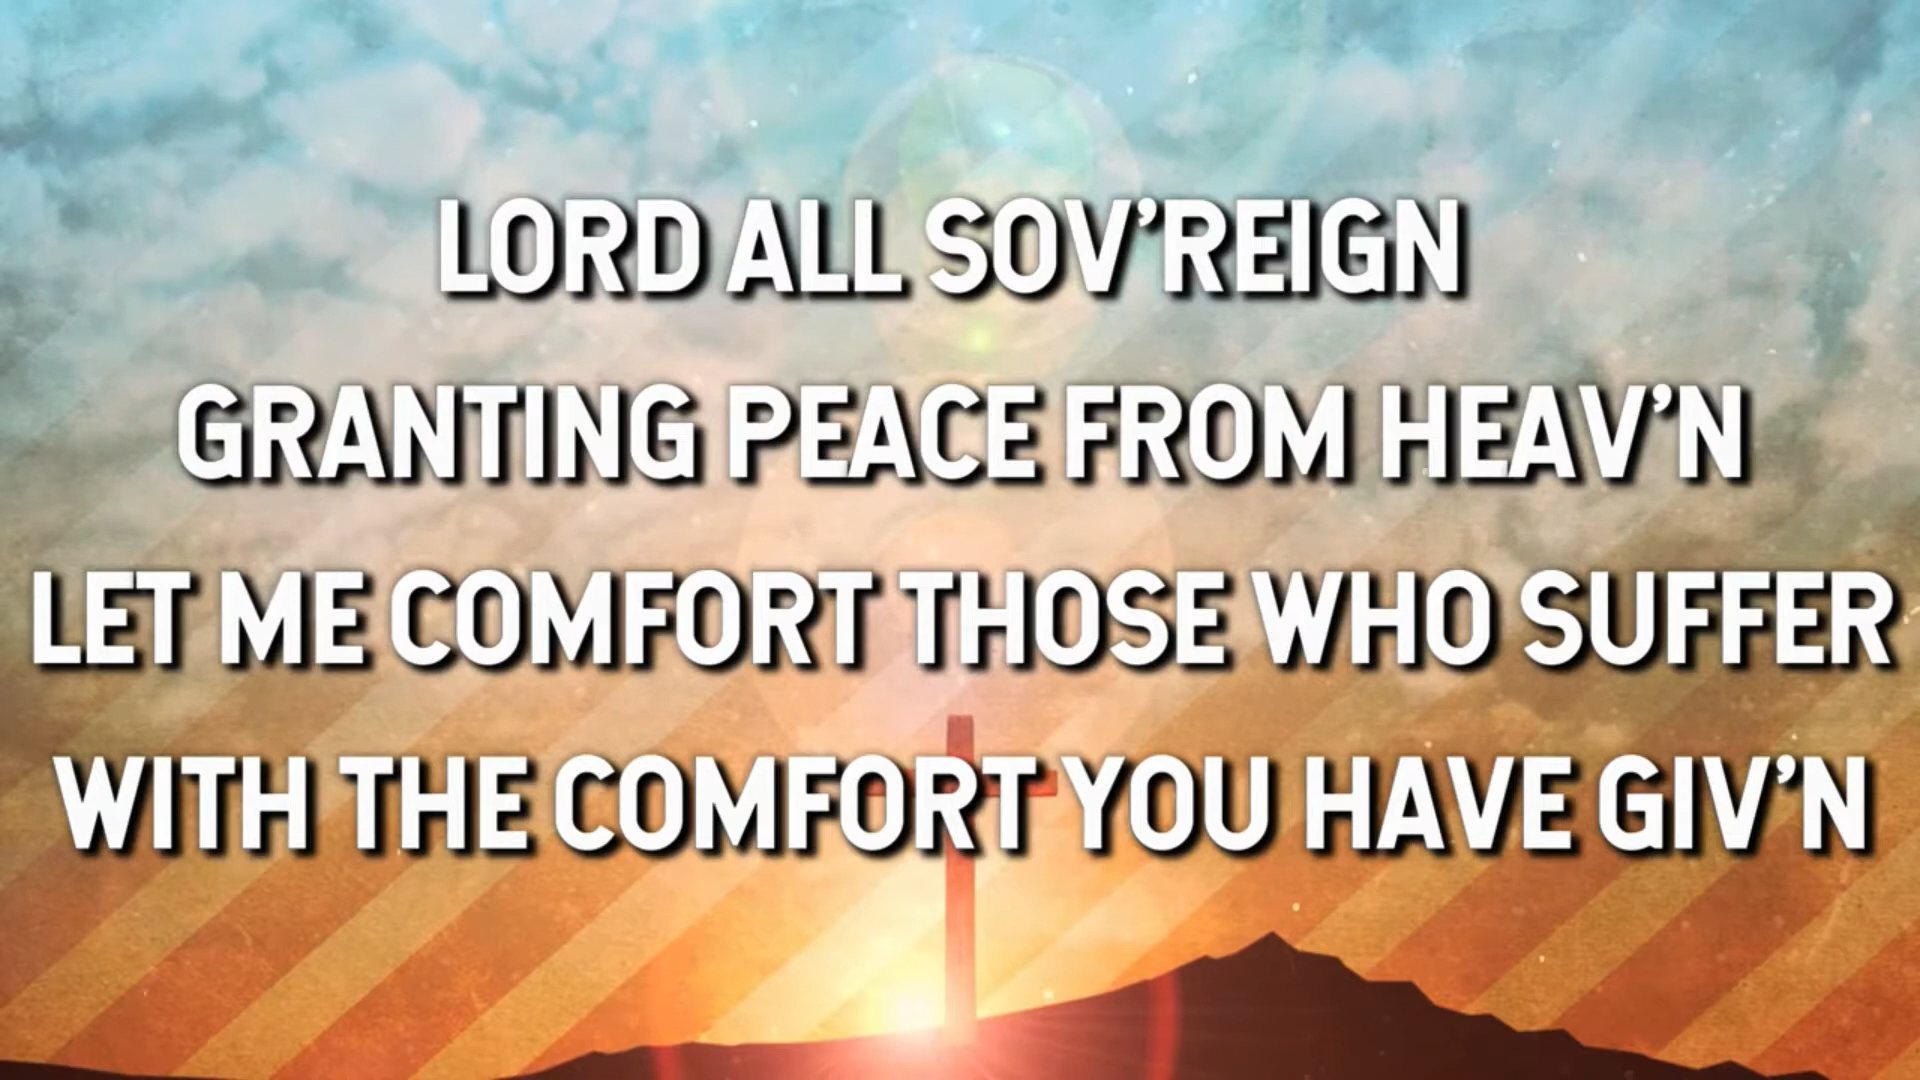 LORD ALL SOV’REIGN
GRANTING PEACE FROM HEAV’N
LET ME COMFORT THOSE WHO SUFFER
WITH THE COMFORT YOU HAVE GIV’N